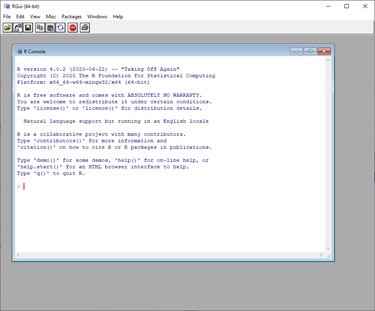 RGui (64-bit)
File Edit View Misc Packages Windows Help
R Console
R version 4.0.2 (2020-06-22) -- "Taking Off Again"
Copyright (C) 2020 The R Foundation for Statistical Computing
Platform: x86_64-w64-mingw32/x64 (64-bit)
R is free software and comes with ABSOLUTELY NO WARRANTY.
You are welcome to redistribute it under certain conditions.
Type 'license()' or 'licence()' for distribution details.
Natural language support but running in an English locale
R is a collaborative project with many contributors.
Type 'contributors()' for more information and
'citation()' on how to cite R or R packages in publications.
Type 'demo()' for some demos, 'help()' for on-line help, or
'help.start()' for an HTML browser interface to help.
Type 'q()' to quit R.
>